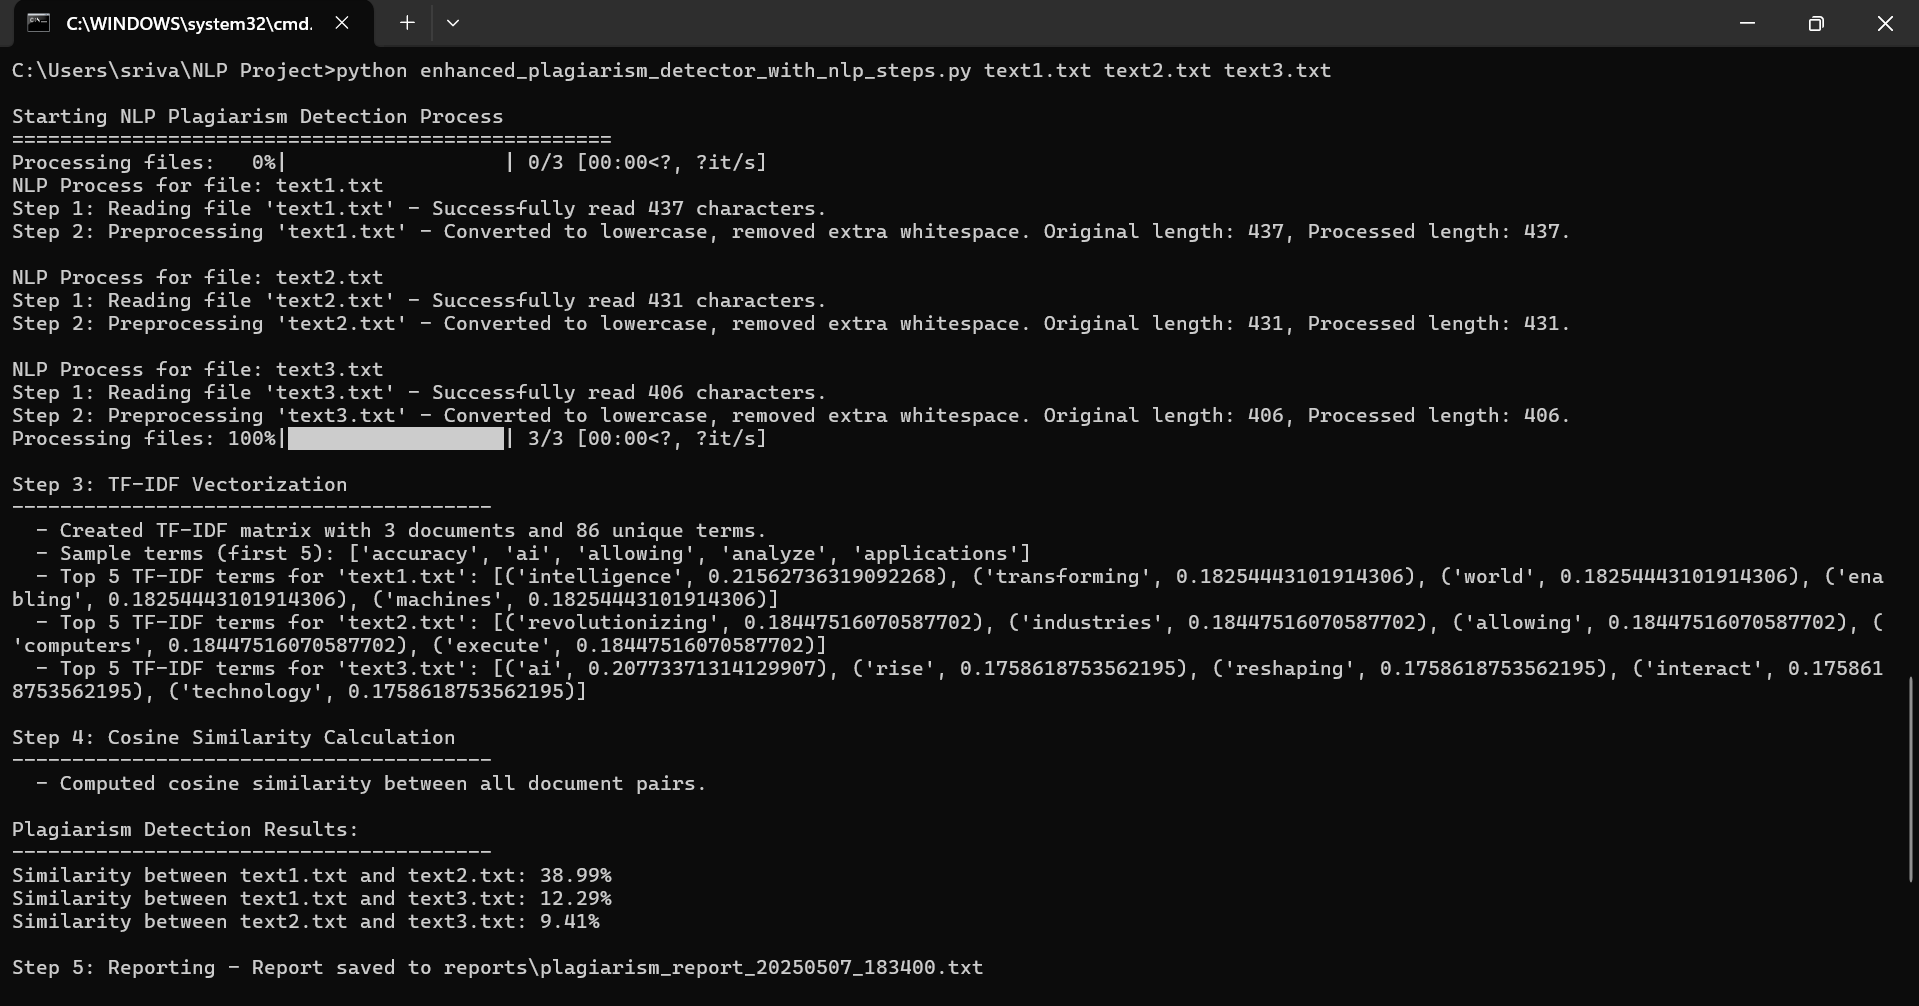 C:\WINDOWS\system32\cmd.
C:\Users\sriva\NLP Project>python enhanced_plagiarism_detector_with_nlp_steps.py text1.txt text2.txt text3.txt
Starting NLP Plagiarism Detection Process
==================================================
Processing files:   0%|                  | 0/3 [00:00<?, ?it/s]
NLP Process for file: text1.txt
Step 1: Reading file 'text1.txt' - Successfully read 437 characters.
Step 2: Preprocessing 'text1.txt' - Converted to lowercase, removed extra whitespace. Original length: 437, Processed length: 437.
NLP Process for file: text2.txt
Step 1: Reading file 'text2.txt' - Successfully read 431 characters.
Step 2: Preprocessing 'text2.txt' - Converted to lowercase, removed extra whitespace. Original length: 431, Processed length: 431.
NLP Process for file: text3.txt
Step 1: Reading file 'text3.txt' - Successfully read 406 characters.
Step 2: Preprocessing 'text3.txt' - Converted to lowercase, removed extra whitespace. Original length: 406, Processed length: 406.
Processing files: 100%|██████████████████| 3/3 [00:00<?, ?it/s]
Step 3: TF-IDF Vectorization
----------------------------------------
  - Created TF-IDF matrix with 3 documents and 86 unique terms.
  - Sample terms (first 5): ['accuracy', 'ai', 'allowing', 'analyze', 'applications']
  - Top 5 TF-IDF terms for 'text1.txt': [('intelligence', 0.21562736319092268), ('transforming', 0.18254443101914306), ('world', 0.18254443101914306), ('ena
bling', 0.18254443101914306), ('machines', 0.18254443101914306)]
  - Top 5 TF-IDF terms for 'text2.txt': [('revolutionizing', 0.18447516070587702), ('industries', 0.18447516070587702), ('allowing', 0.18447516070587702), (
'computers', 0.18447516070587702), ('execute', 0.18447516070587702)]
  - Top 5 TF-IDF terms for 'text3.txt': [('ai', 0.20773371314129907), ('rise', 0.1758618753562195), ('reshaping', 0.1758618753562195), ('interact', 0.175861
8753562195), ('technology', 0.1758618753562195)]
Step 4: Cosine Similarity Calculation
----------------------------------------
  - Computed cosine similarity between all document pairs.
Plagiarism Detection Results:
----------------------------------------
Similarity between text1.txt and text2.txt: 38.99%
Similarity between text1.txt and text3.txt: 12.29%
Similarity between text2.txt and text3.txt: 9.41%
Step 5: Reporting - Report saved to reports\plagiarism_report_20250507_183400.txt